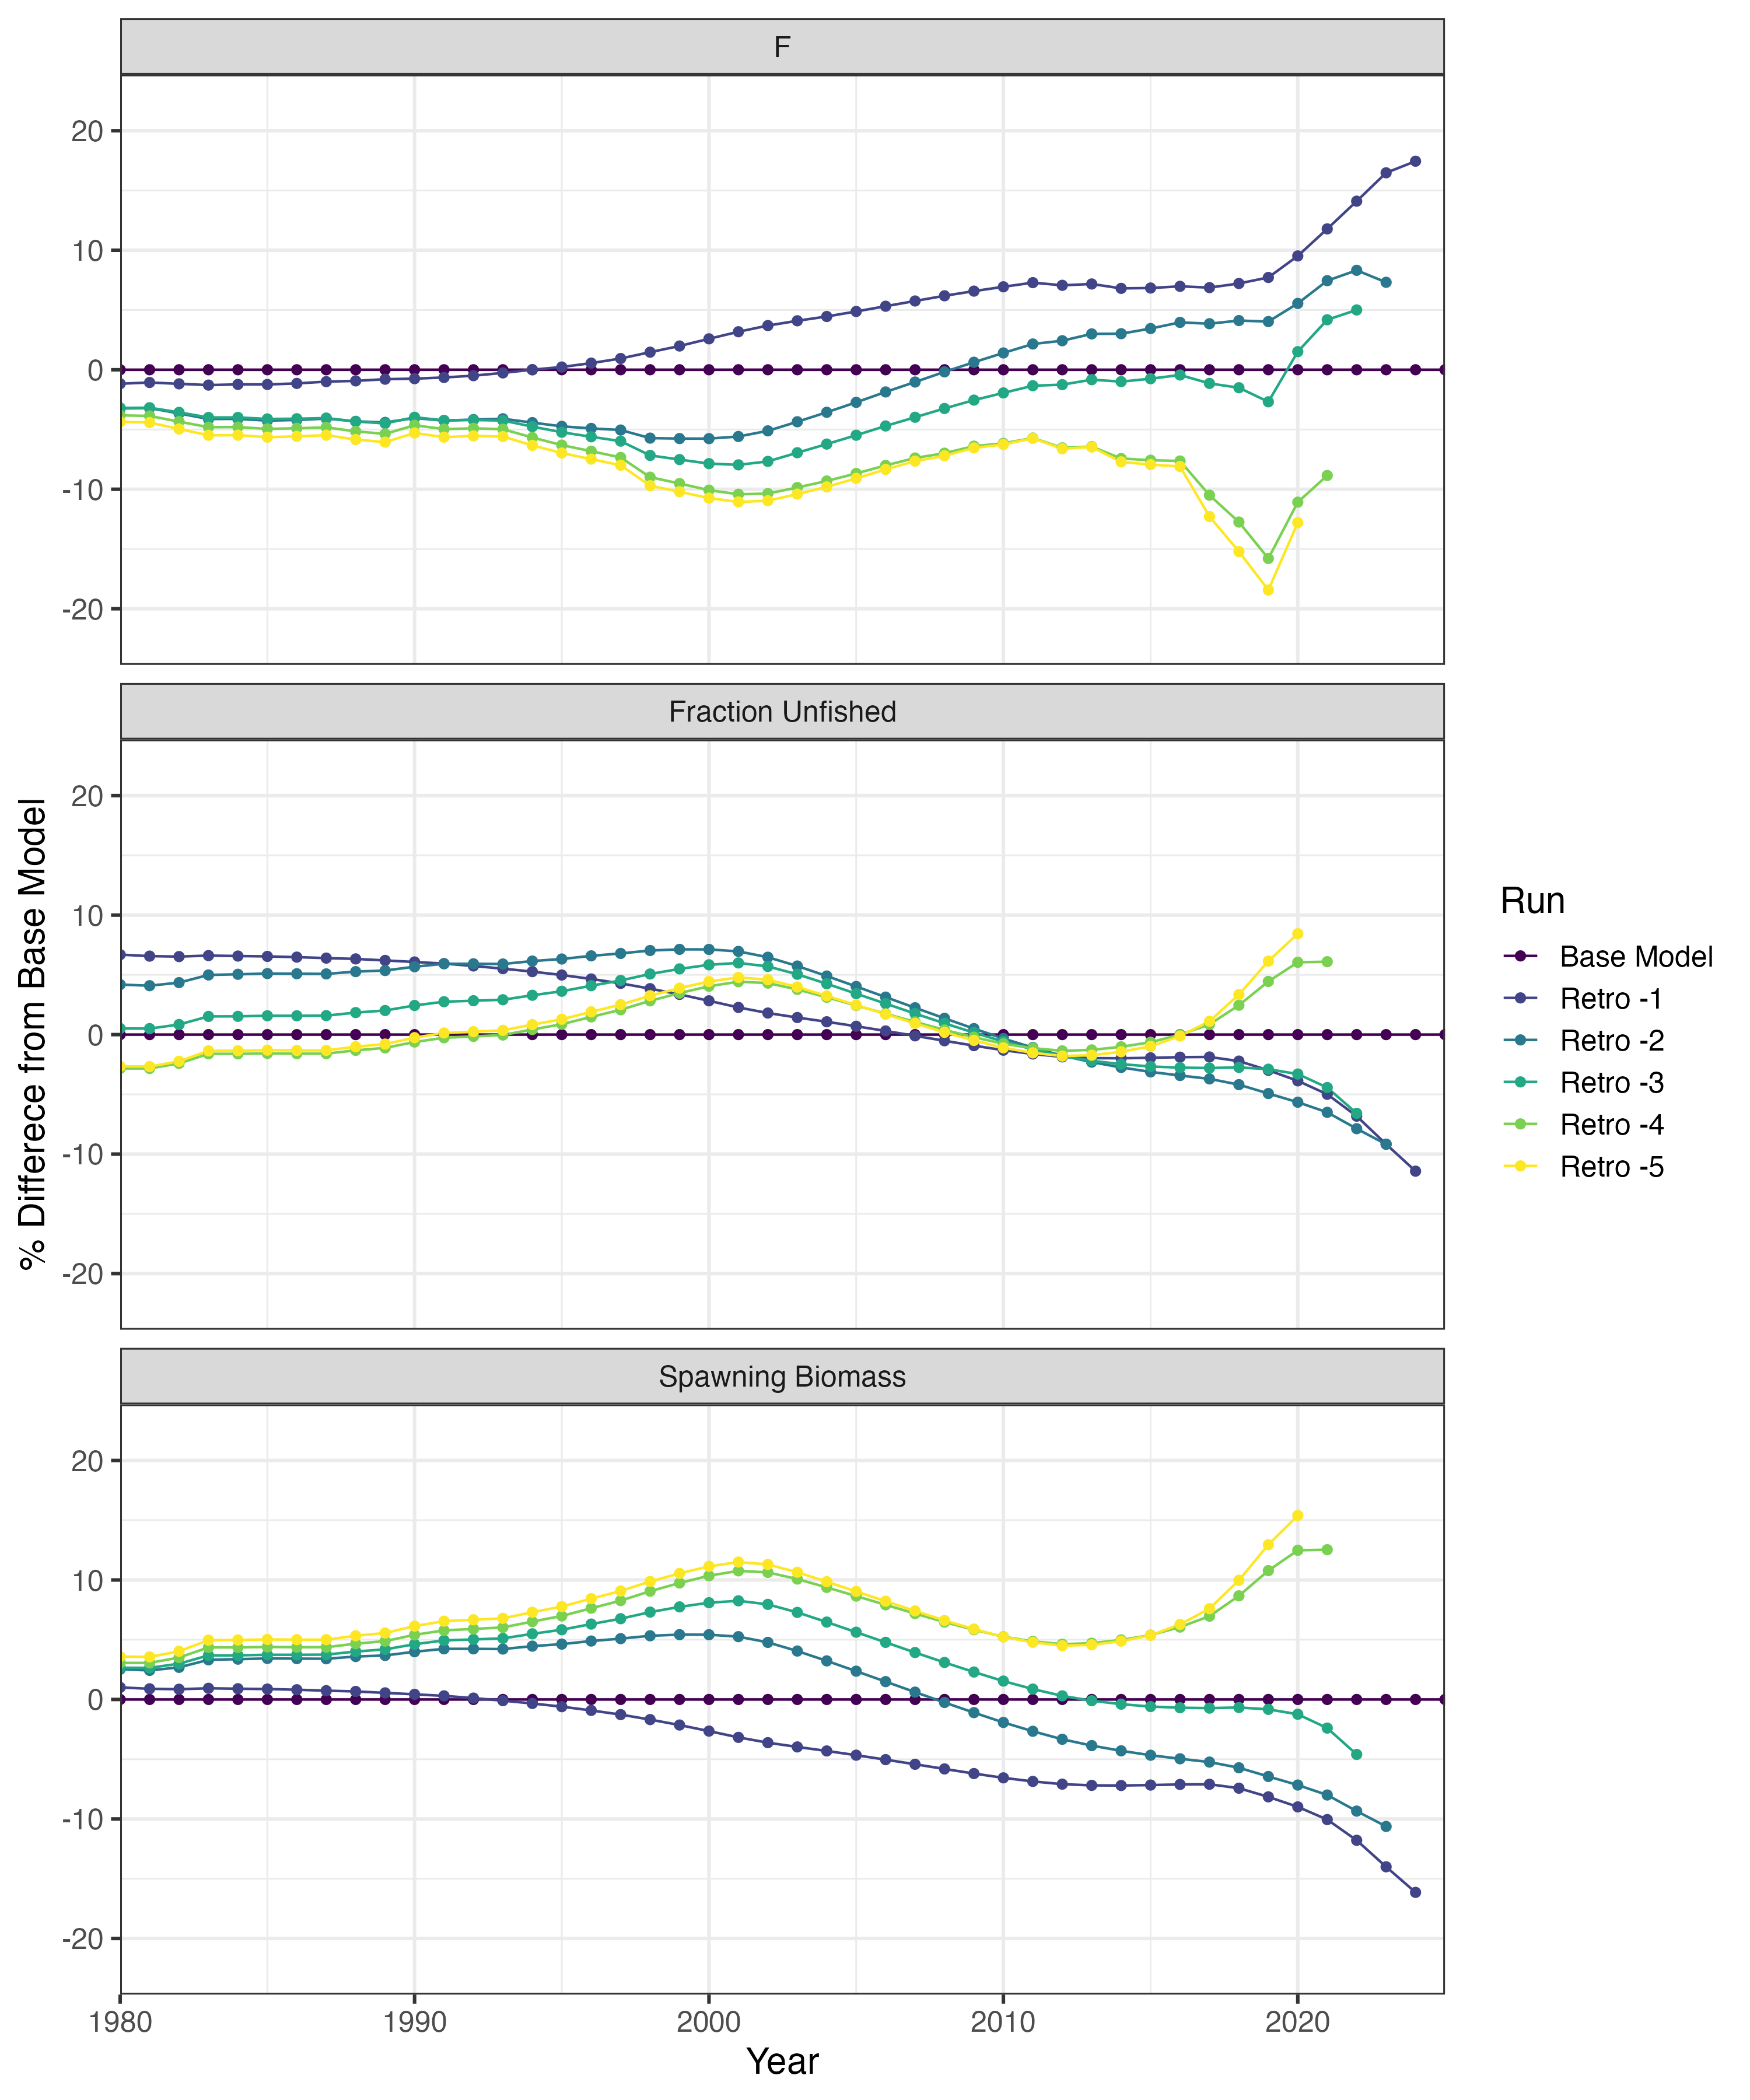 F
20
10
0
-10
-20
Fraction Unfished
20
10
0
-10
-20
% Differece from Base Model
Spawning Biomass
20
10
0
-10
-20
1980 1990 2000 2010 2020
Year
Run
Base Model
Retro -1
Retro -2
Retro -3
Retro -4
Retro -5